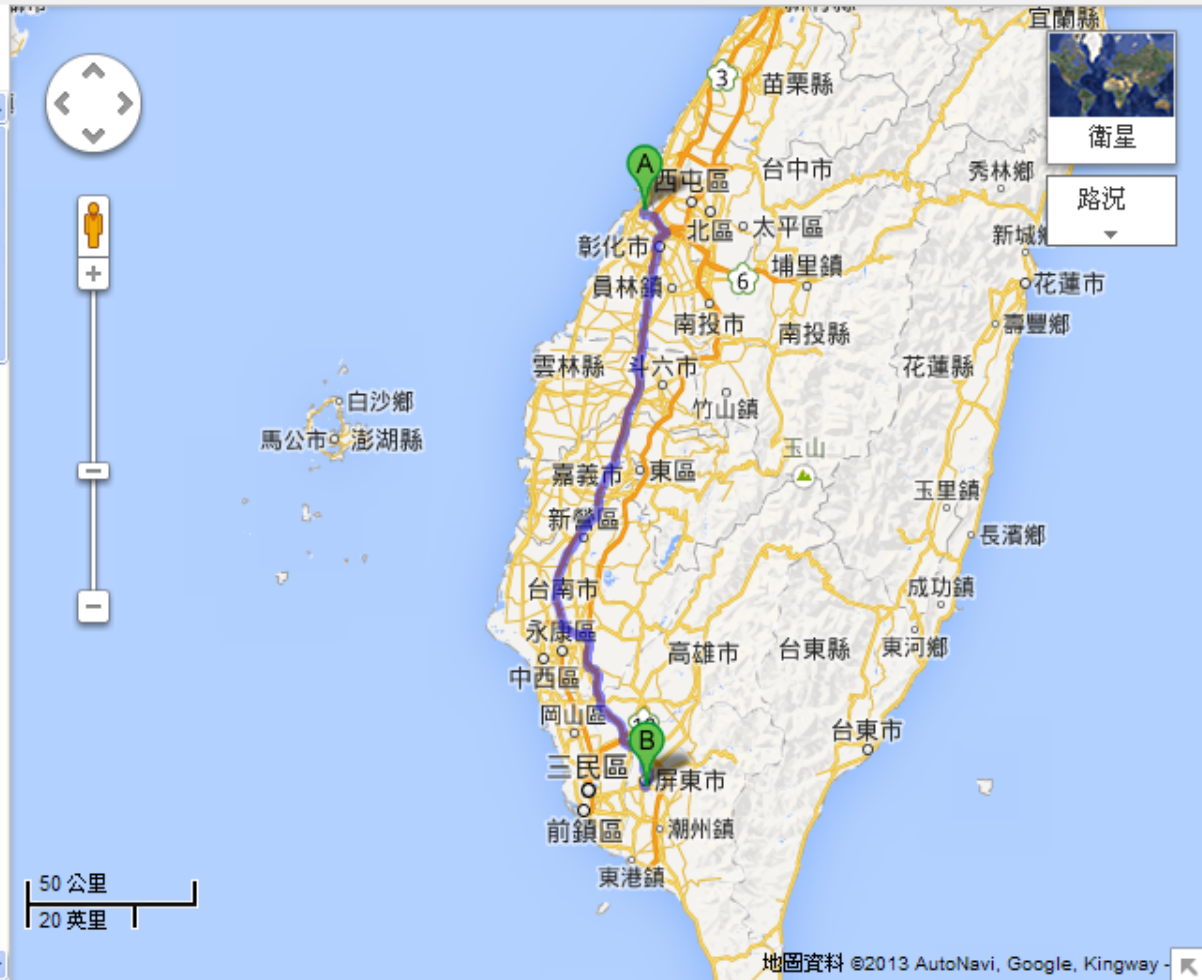 宜蘭縣
3
苗栗縣
衛星
A
西屯區
台中市
秀林鄉
路況
北區
太平區
新城
彰化市
埔里鎮
6
員林鎮
花蓮市
南投市
南投縣
壽豐鄉
雲林縣
斗六市
花蓮縣
白沙鄉
竹山鎮
馬公市
澎湖縣
玉山
嘉義市
東區
玉里鎮
新營區
長濱鄉
台南市
成功鎮
永康區
高雄市
台東縣
東河鄉
中西區
岡山區
B
台東市
三民區
屏東市
前鎮區
潮州鎮
東港鎮
50 公里
20 英里
地圖資料 ©2013 AutoNavi, Google, Kingway -